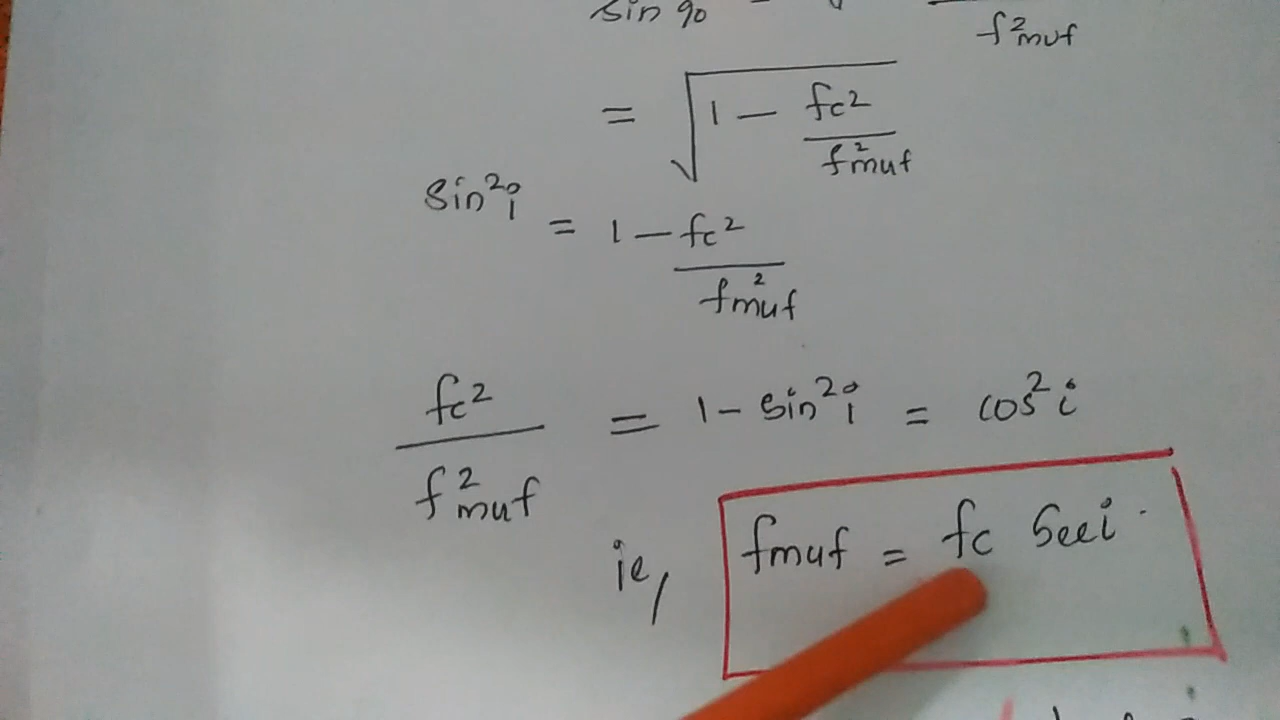 sin 90
f²muf
= √1 - fc²/f²muf
sin²i = 1 - fc²/f²muf
fc²/f²muf = 1 - sin²i = cos²i
ie, fmuf = fc Seci.